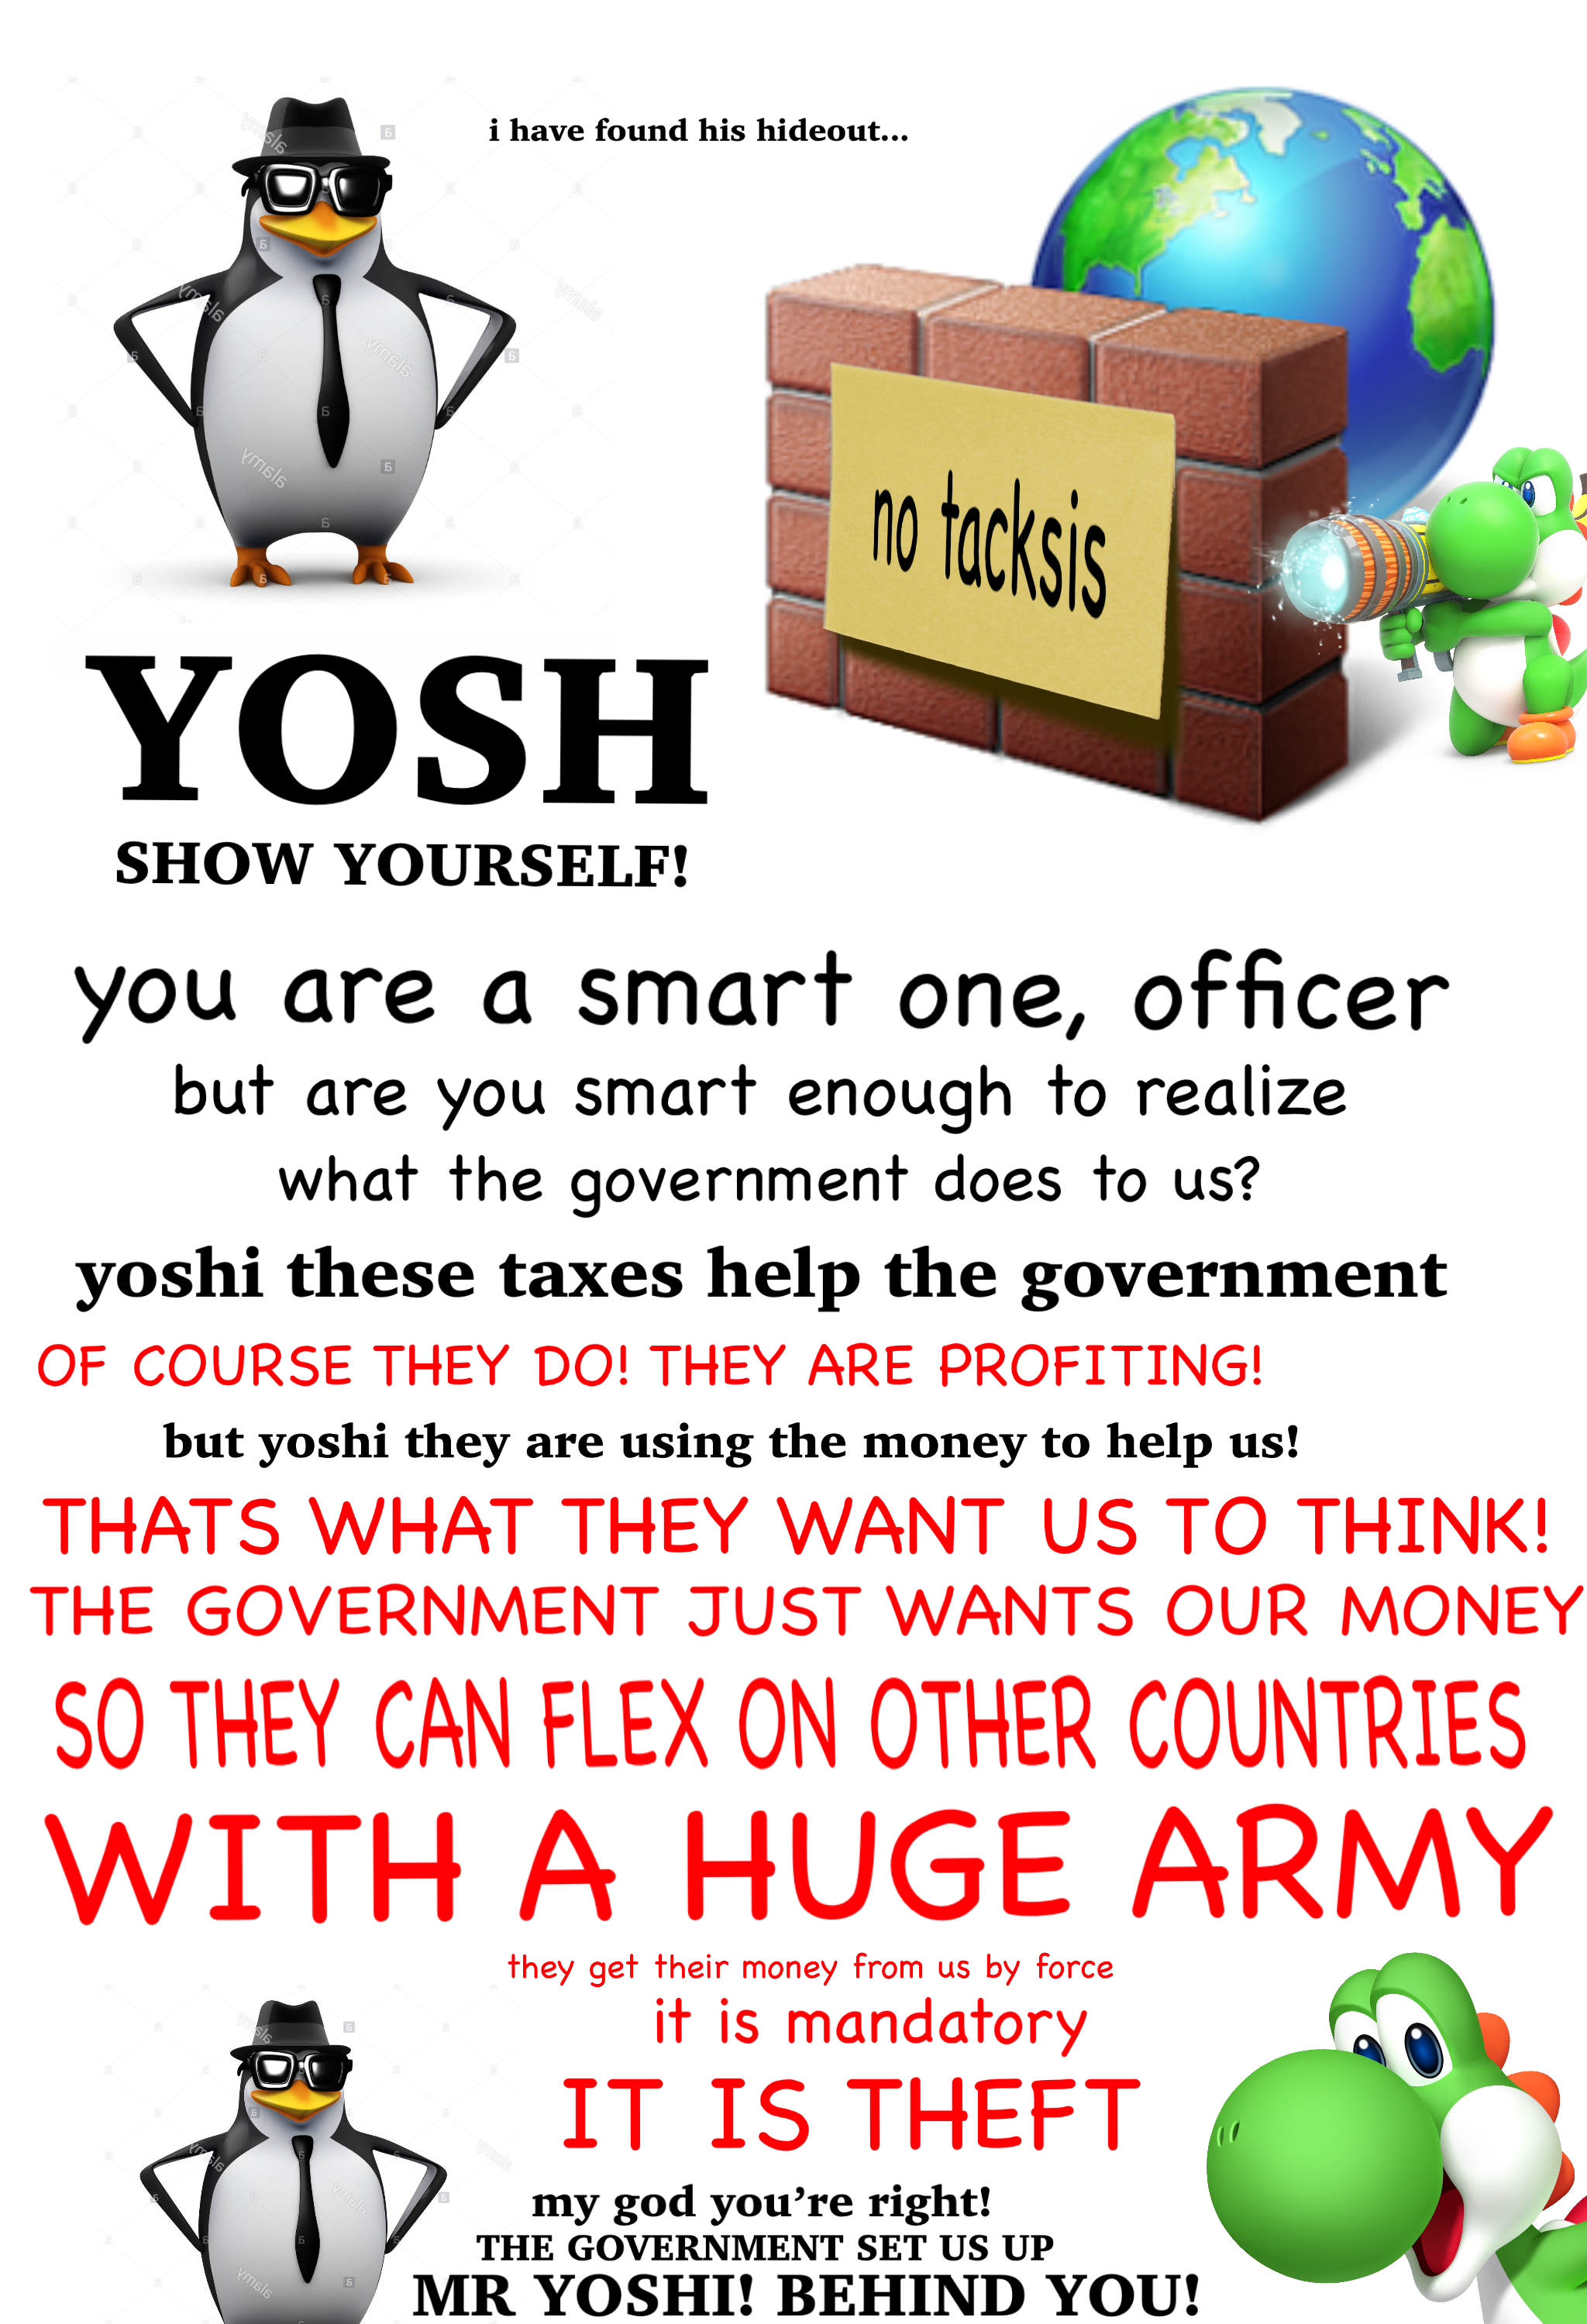 i have found his hideout...
no tacksis
YOSH
SHOW YOURSELF!
you are a smart one, officer
but are you smart enough to realize
what the government does to us?
yoshi these taxes help the government
OF COURSE THEY DO! THEY ARE PROFITING!
but yoshi they are using the money to help us!
THATS WHAT THEY WANT US TO THINK!
THE GOVERNMENT JUST WANTS OUR MONEY
SO THEY CAN FLEX ON OTHER COUNTRIES
WITH A HUGE ARMY
they get their money from us by force
it is mandatory
IT IS THEFT
my god you’re right!
THE GOVERNMENT SET US UP
MR YOSHI! BEHIND YOU!
alamy